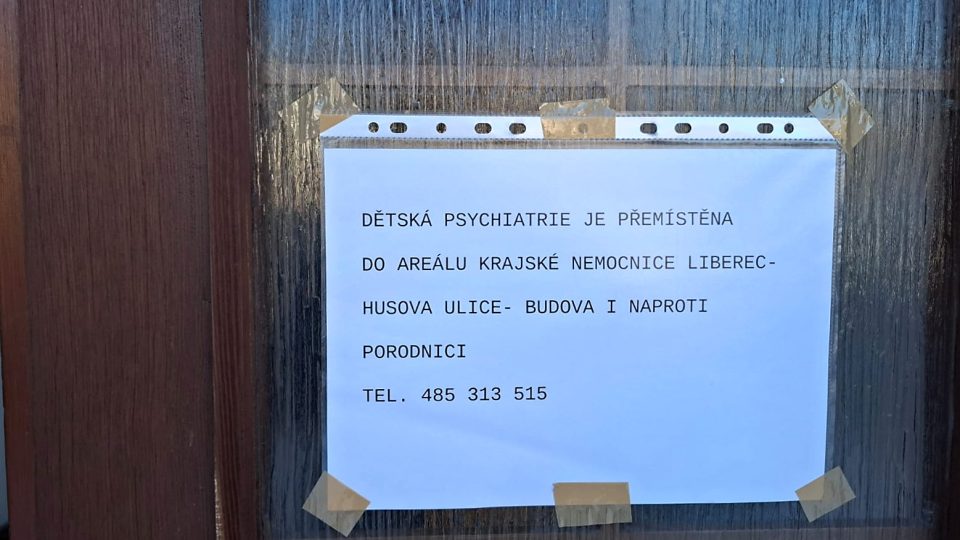 DĚTSKÁ PSYCHIATRIE JE PŘEMÍSTĚNA
DO AREÁLU KRAJSKÉ NEMOCNICE LIBEREC-
HUSOVA ULICE- BUDOVA I NAPROTI
PORODNICI
TEL. 485 313 515